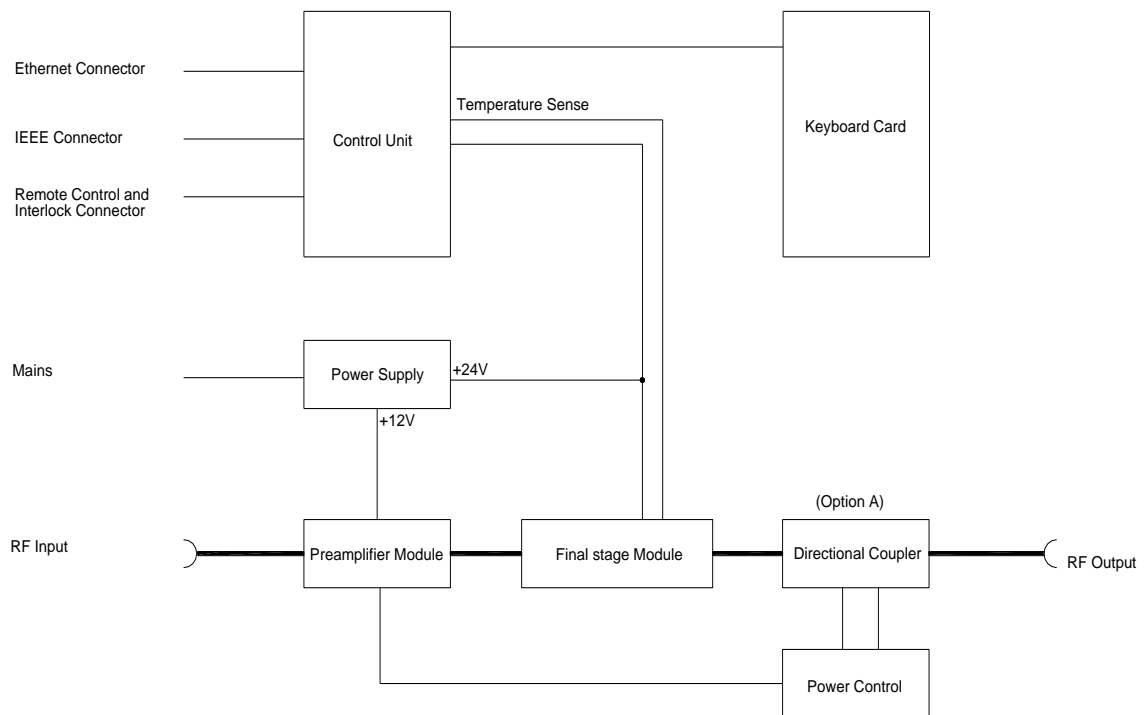 Ethernet Connector
Temperature Sense
IEEE Connector
Control Unit
Keyboard Card
Remote Control and
Interlock Connector
Mains
Power Supply
+24V
+12V
(Option A)
RF Input
Preamplifier Module
Final stage Module
Directional Coupler
RF Output
Power Control